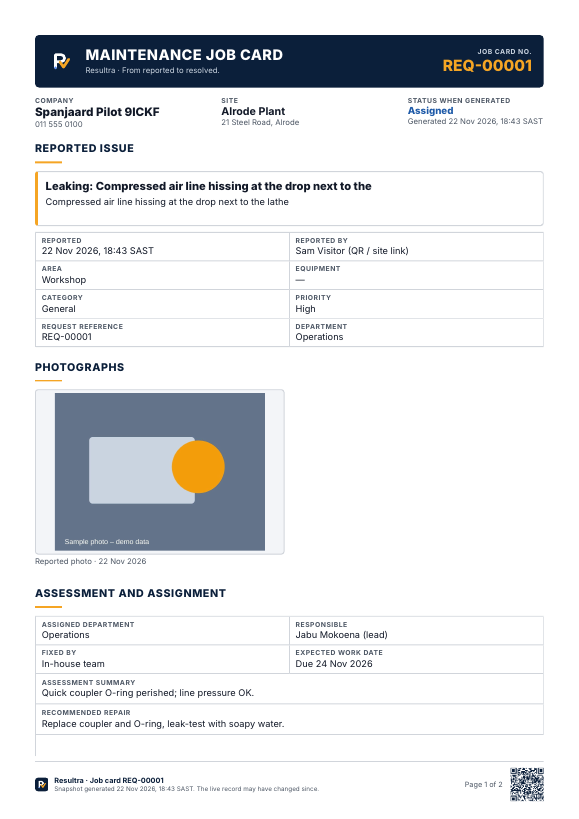 MAINTENANCE JOB CARD
Resultra · From reported to resolved.
JOB CARD NO.
REQ-00001
COMPANY
Spanjaard Pilot 9ICKF
011 555 0100
SITE
Alrode Plant
21 Steel Road, Alrode
STATUS WHEN GENERATED
Assigned
Generated 22 Nov 2026, 18:43 SAST
REPORTED ISSUE
Leaking: Compressed air line hissing at the drop next to the
Compressed air line hissing at the drop next to the lathe
REPORTED
22 Nov 2026, 18:43 SAST
REPORTED BY
Sam Visitor (QR / site link)
AREA
Workshop
EQUIPMENT
—
CATEGORY
General
PRIORITY
High
REQUEST REFERENCE
REQ-00001
DEPARTMENT
Operations
PHOTOGRAPHS
Sample photo – demo data
Reported photo · 22 Nov 2026
ASSESSMENT AND ASSIGNMENT
ASSIGNED DEPARTMENT
Operations
RESPONSIBLE
Jabu Mokoena (lead)
FIXED BY
In-house team
EXPECTED WORK DATE
Due 24 Nov 2026
ASSESSMENT SUMMARY
Quick coupler O-ring perished; line pressure OK.
RECOMMENDED REPAIR
Replace coupler and O-ring, leak-test with soapy water.
Resultra · Job card REQ-00001
Snapshot generated 22 Nov 2026, 18:43 SAST. The live record may have changed since.
Page 1 of 2